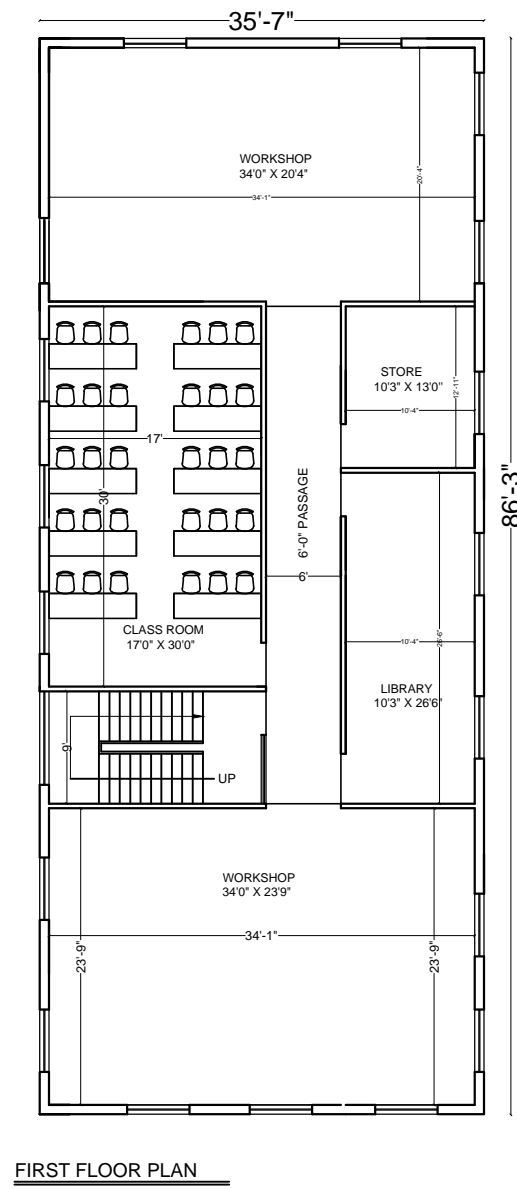 35'-7"
WORKSHOP
34'0" X 20'4"
20'-4"
34'-1"
STORE
10'3" X 13'0"
12'-11"
10'-4"
17'
30'
6'-0" PASSAGE
6'
86'-3"
CLASS ROOM
17'0" X 30'0"
10'-4"
26'-6"
LIBRARY
10'3" X 26'6"
9'
UP
WORKSHOP
34'0" X 23'9"
34'-1"
23'-9"
23'-9"
FIRST FLOOR PLAN